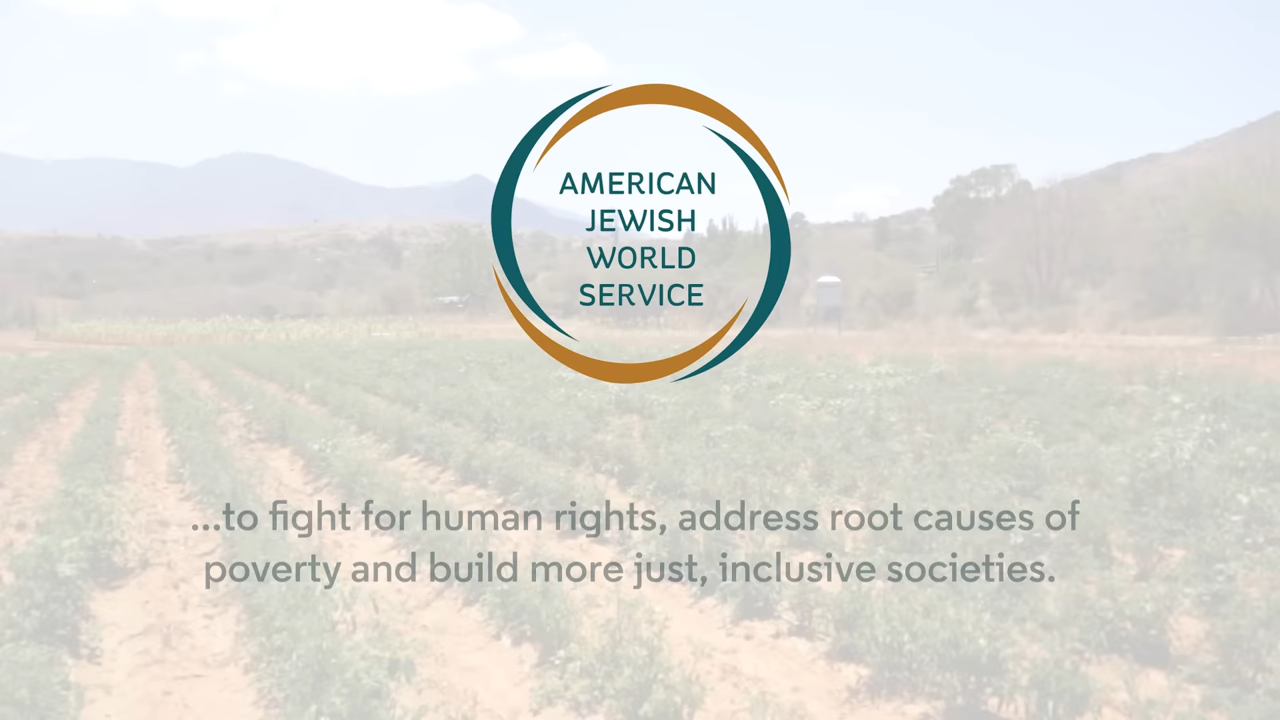 AMERICAN
JEWISH
WORLD
SERVICE
...to fight for human rights, address root causes of
poverty and build more just, inclusive societies.